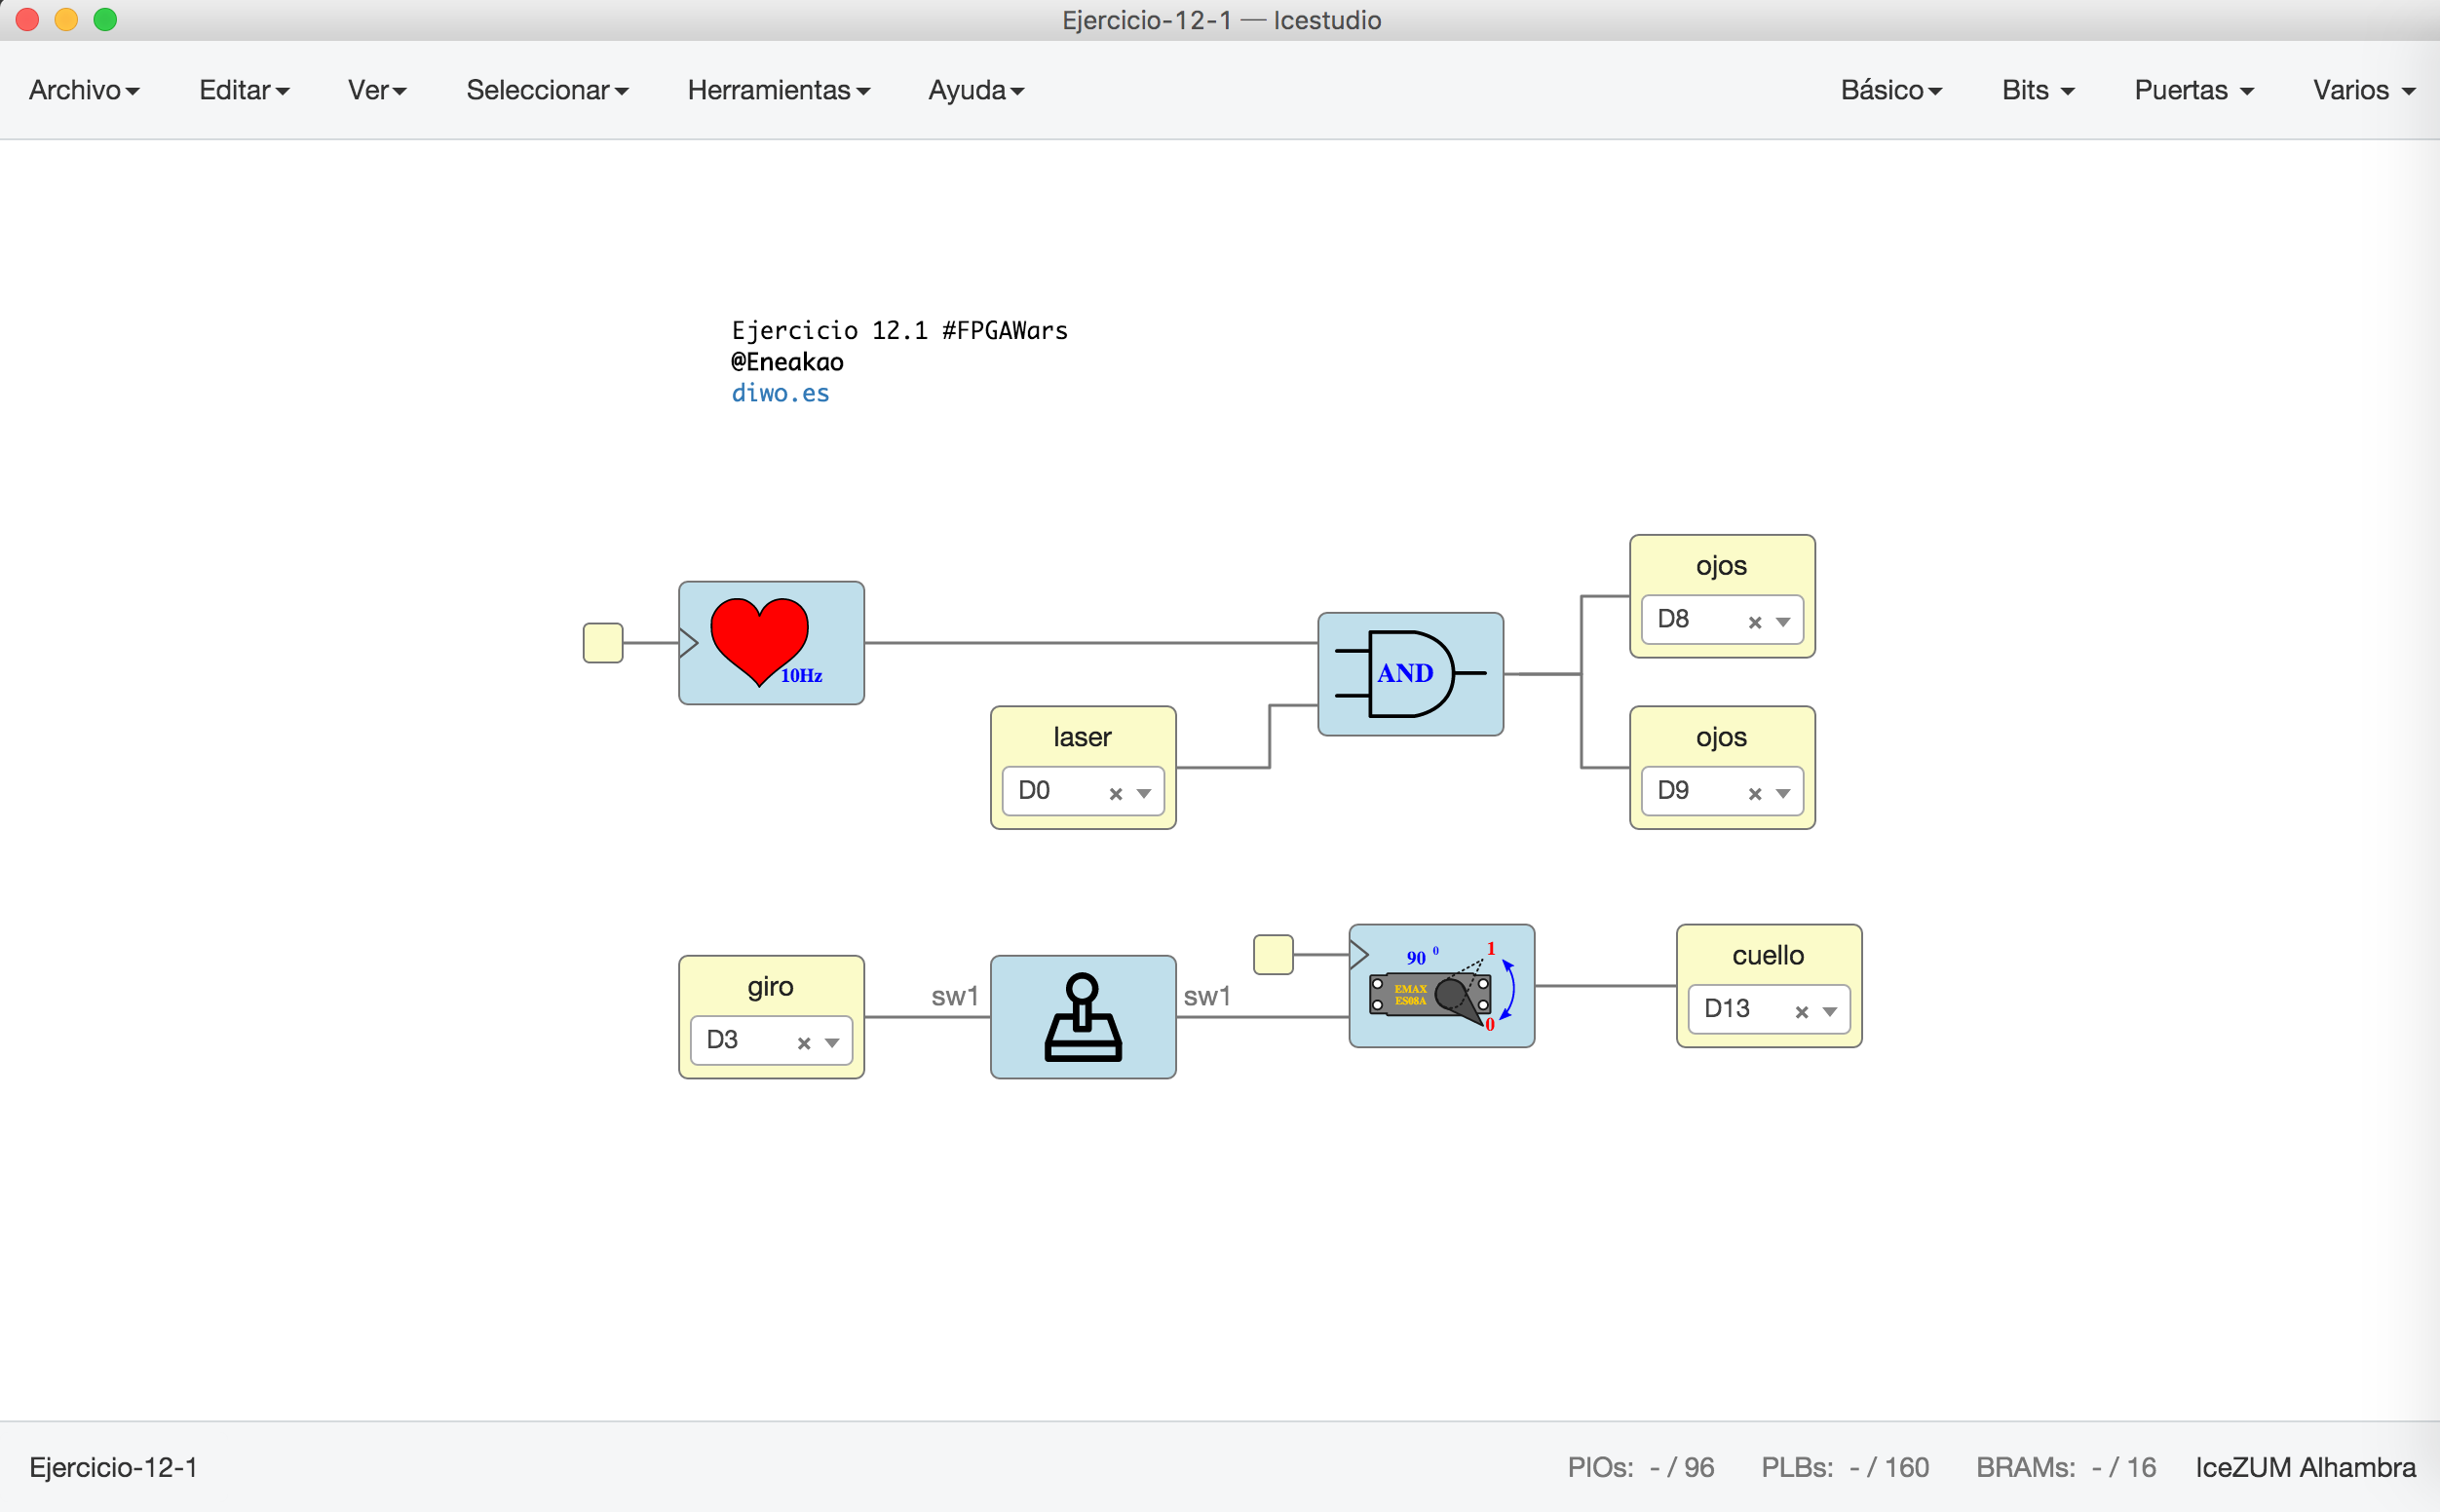 Ejercicio-12-1 — Icestudio
Archivo Editar Ver Seleccionar Herramientas Ayuda Básico Bits Puertas Varios
Ejercicio 12.1 #FPGAWars
@Eneakao
diwo.es
10Hz
AND
ojos
D8
laser
D0
ojos
D9
giro
D3
sw1
sw1
90 0
1
EMAX
ES08A
0
cuello
D13
Ejercicio-12-1 PIOs: - / 96 PLBs: - / 160 BRAMs: - / 16 IceZUM Alhambra